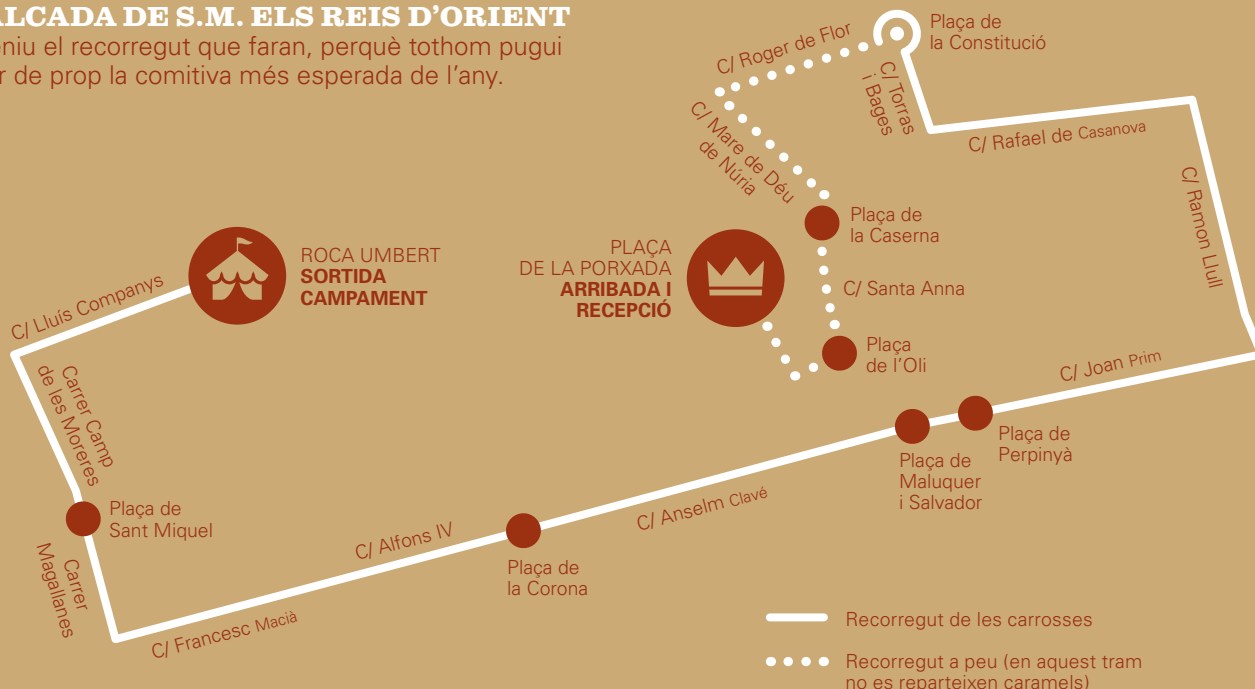 ALCADA DE S.M. ELS REIS D'ORIENT
eniu el recorregut que faran, perquè tothom pugui
r de prop la comitiva més esperada de l'any.
Plaça de
la Constitució
C/ Roger de Flor
C/ Torras
i Bages
C/ Rafael de Casanova
C/ Mare de Déu
de Núria
C/ Ramon Llull
Plaça de
la Caserna
ROCA UMBERT
SORTIDA
CAMPAMENT
PLAÇA
DE LA PORXADA
ARRIBADA I
RECEPCIÓ
C/ Santa Anna
C/ Lluís Companys
Plaça
de l'Oli
C/ Joan Prim
Carrer Camp
de les Moreres
Plaça de
Perpinyà
Plaça de
Maluquer
i Salvador
C/ Anselm Clavé
Plaça de
Sant Miquel
C/ Alfons IV
Plaça de
la Corona
Carrer
Magallanes
C/ Francesc Macià
Recorregut de les carrosses
Recorregut a peu (en aquest tram
no es reparteixen caramels)